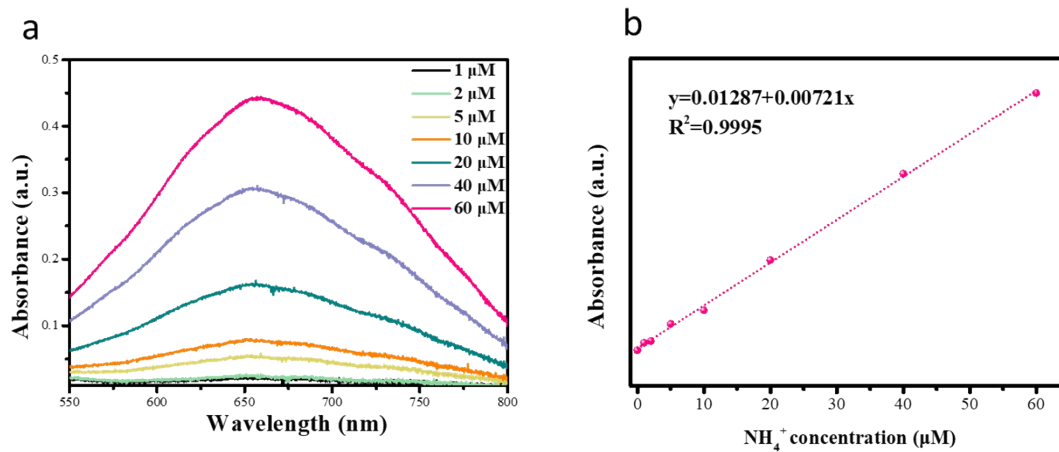 a
0.5
0.4
0.3
0.2
0.1
550
600
650
700
750
800
Absorbance (a.u.)
Wavelength (nm)
1 μM
2 μM
5 μM
10 μM
20 μM
40 μM
60 μM
b
y=0.01287+0.00721x
R²=0.9995
Absorbance (a.u.)
0
10
20
30
40
50
60
NH₄⁺ concentration (μM)